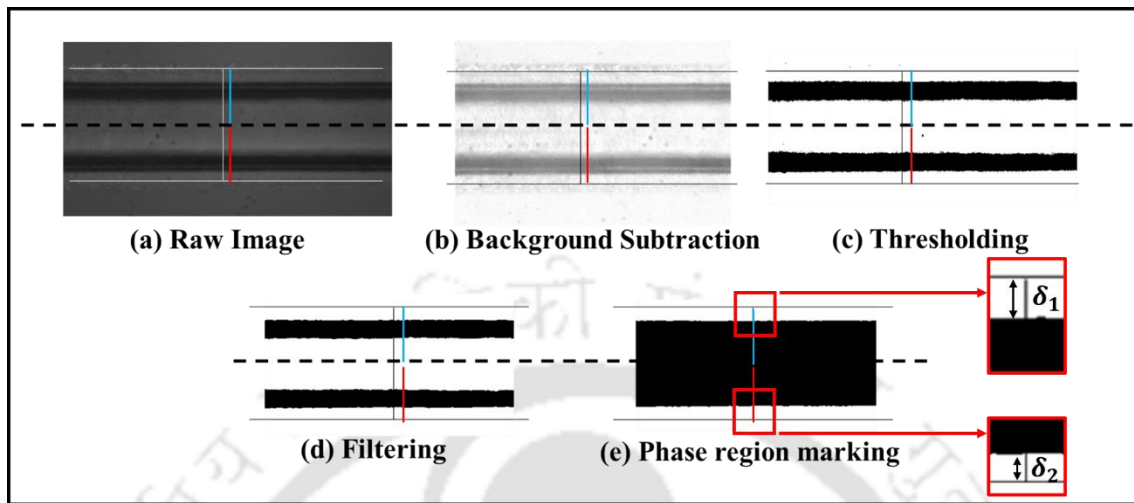 (a) Raw Image
(b) Background Subtraction
(c) Thresholding
δ₁
(d) Filtering
(e) Phase region marking
δ₂